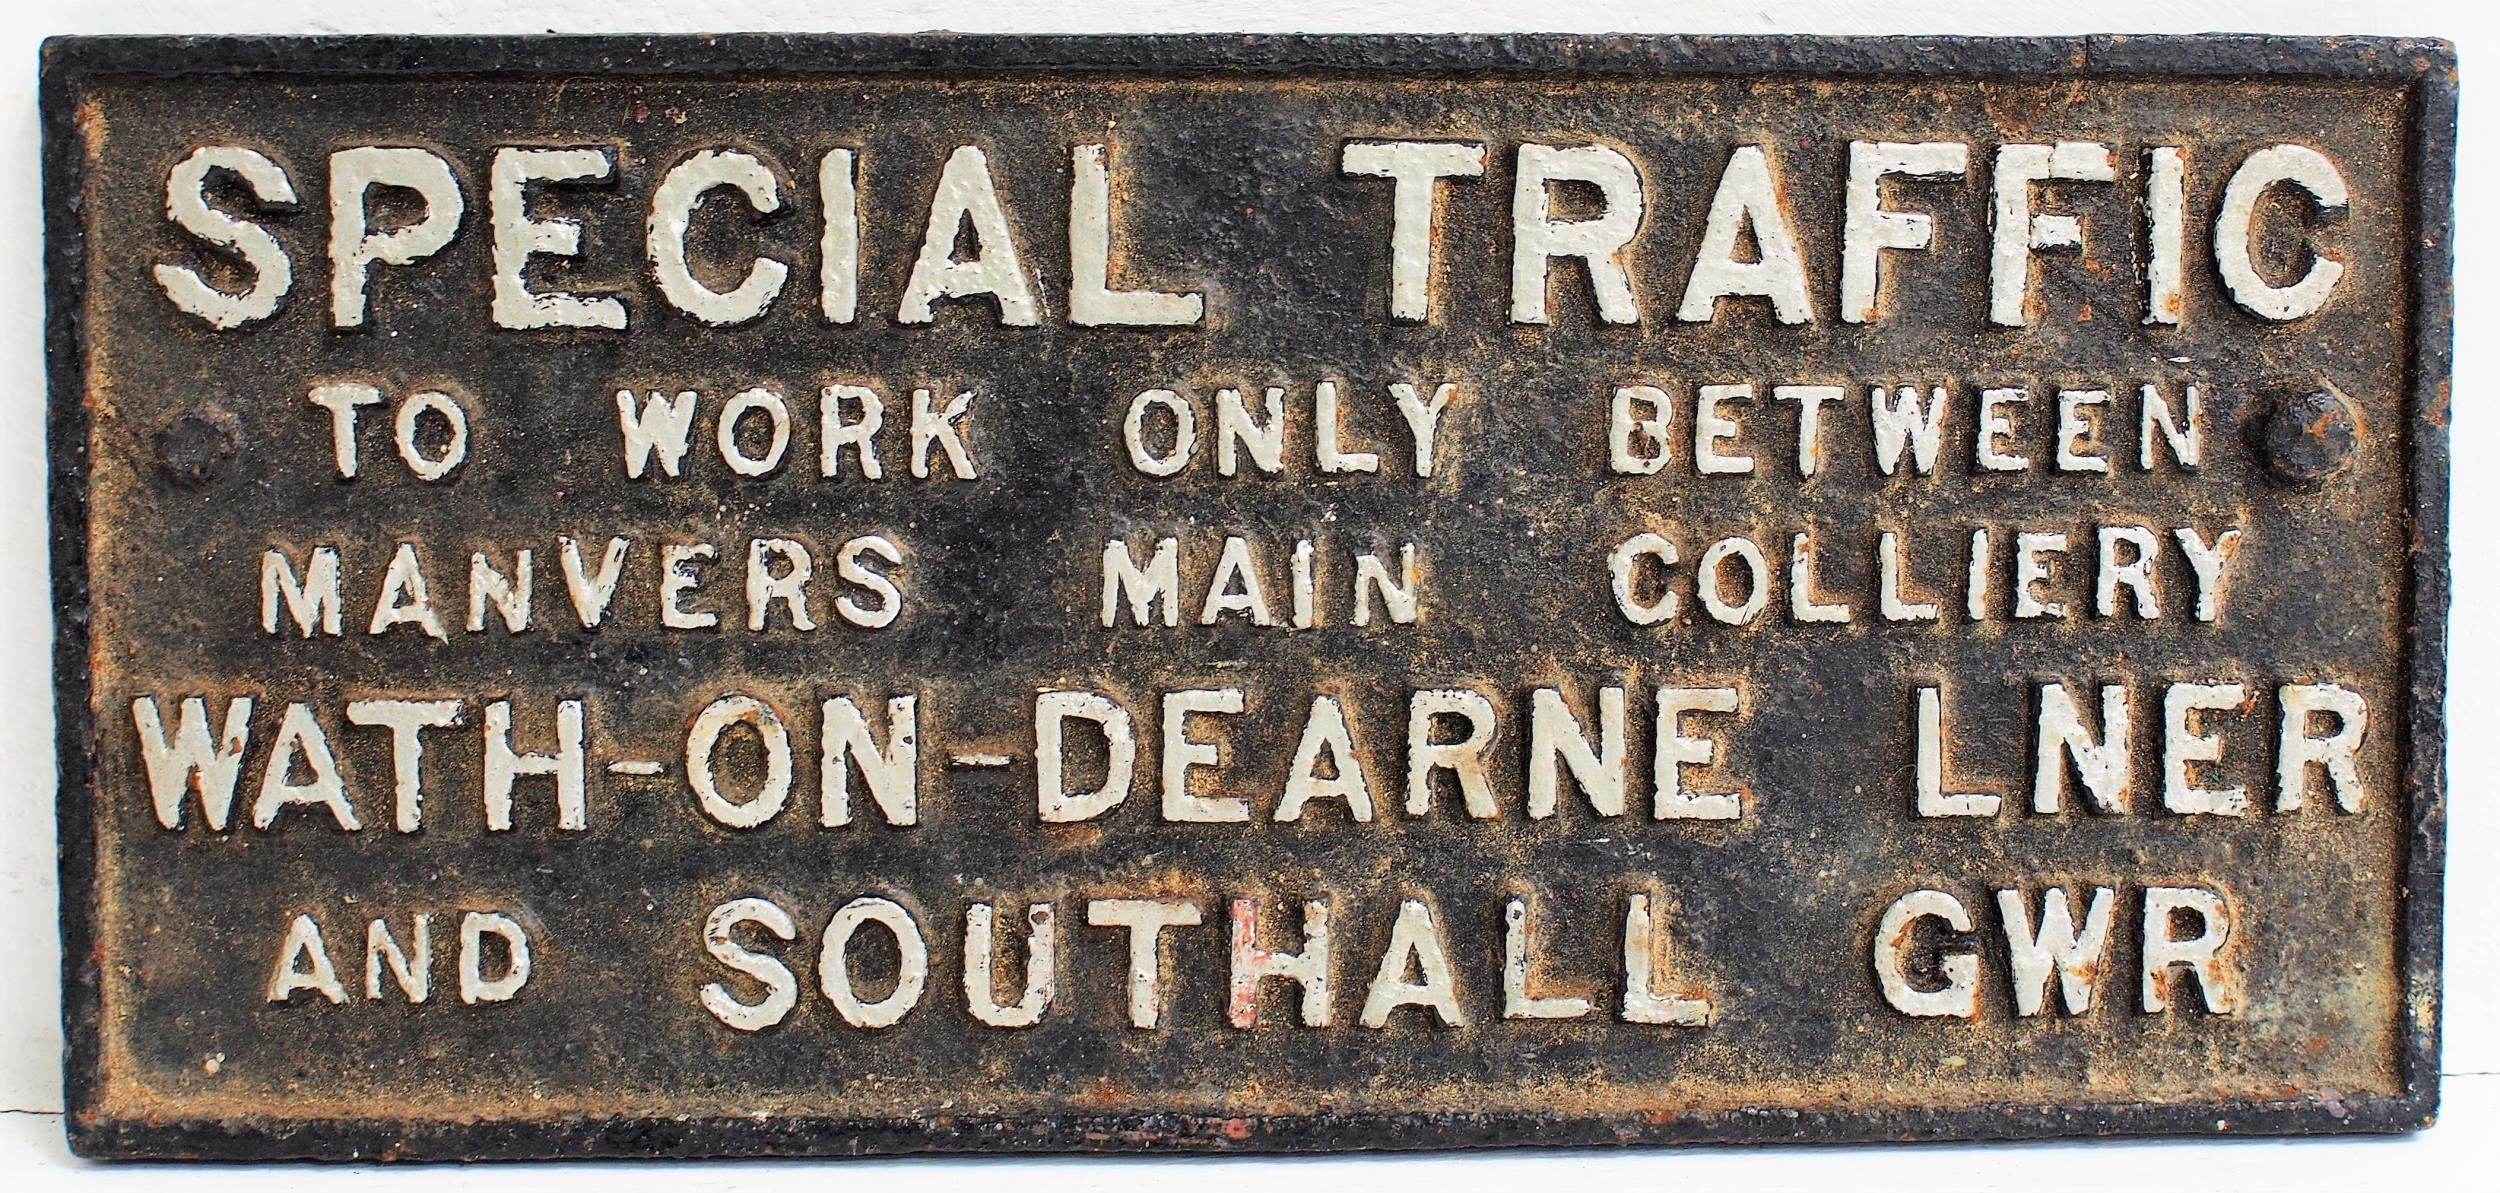 SPECIAL TRAFFIC
TO WORK ONLY BETWEEN
MANVERS MAIN COLLIERY
WATH-ON-DEARNE LNER
AND SOUTHALL GWR